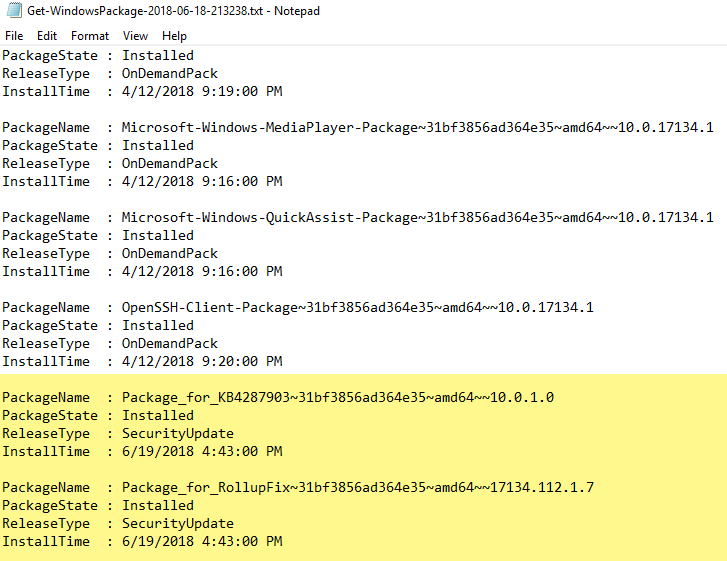 Get-WindowsPackage-2018-06-18-213238.txt - Notepad
File Edit Format View Help
PackageState : Installed
ReleaseType  : OnDemandPack
InstallTime  : 4/12/2018 9:19:00 PM
PackageName  : Microsoft-Windows-MediaPlayer-Package~31bf3856ad364e35~amd64~~10.0.17134.1
PackageState : Installed
ReleaseType  : OnDemandPack
InstallTime  : 4/12/2018 9:16:00 PM
PackageName  : Microsoft-Windows-QuickAssist-Package~31bf3856ad364e35~amd64~~10.0.17134.1
PackageState : Installed
ReleaseType  : OnDemandPack
InstallTime  : 4/12/2018 9:16:00 PM
PackageName  : OpenSSH-Client-Package~31bf3856ad364e35~amd64~~10.0.17134.1
PackageState : Installed
ReleaseType  : OnDemandPack
InstallTime  : 4/12/2018 9:20:00 PM
PackageName  : Package_for_KB4287903~31bf3856ad364e35~amd64~~10.0.1.0
PackageState : Installed
ReleaseType  : SecurityUpdate
InstallTime  : 6/19/2018 4:43:00 PM
PackageName  : Package_for_RollupFix~31bf3856ad364e35~amd64~~17134.112.1.7
PackageState : Installed
ReleaseType  : SecurityUpdate
InstallTime  : 6/19/2018 4:43:00 PM